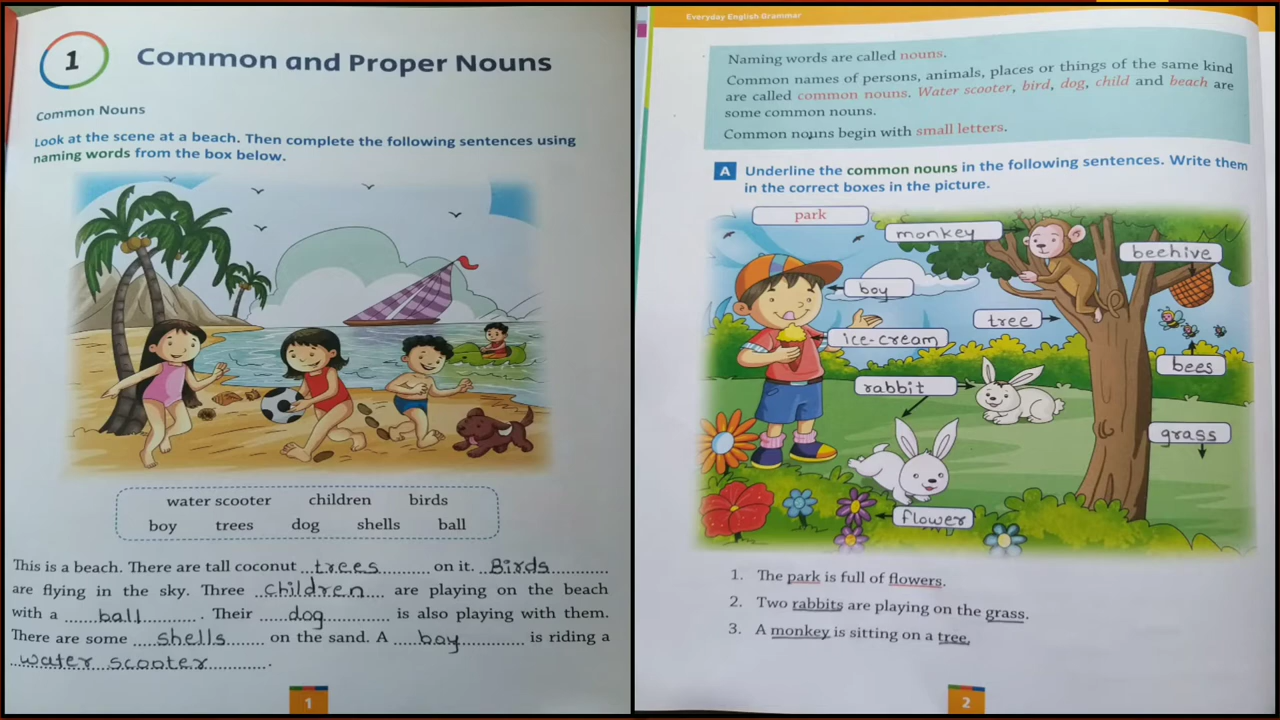 1
Common and Proper Nouns
Common Nouns
Look at the scene at a beach. Then complete the following sentences using
naming words from the box below.
water scooter children birds
boy trees dog shells ball
This is a beach. There are tall coconut trees on it. Birds
are flying in the sky. Three children are playing on the beach
with a ball. Their dog is also playing with them.
There are some shells on the sand. A boy is riding a
water scooter.
1
Everyday English Grammar
Naming words are called nouns.
Common names of persons, animals, places or things of the same kind
are called common nouns. Water scooter, bird, dog, child and beach are
some common nouns.
Common nouns begin with small letters.
A Underline the common nouns in the following sentences. Write them
in the correct boxes in the picture.
park
monkey
beehive
boy
tree
ice-cream
bees
rabbit
grass
flower
1. The park is full of flowers.
2. Two rabbits are playing on the grass.
3. A monkey is sitting on a tree.
2